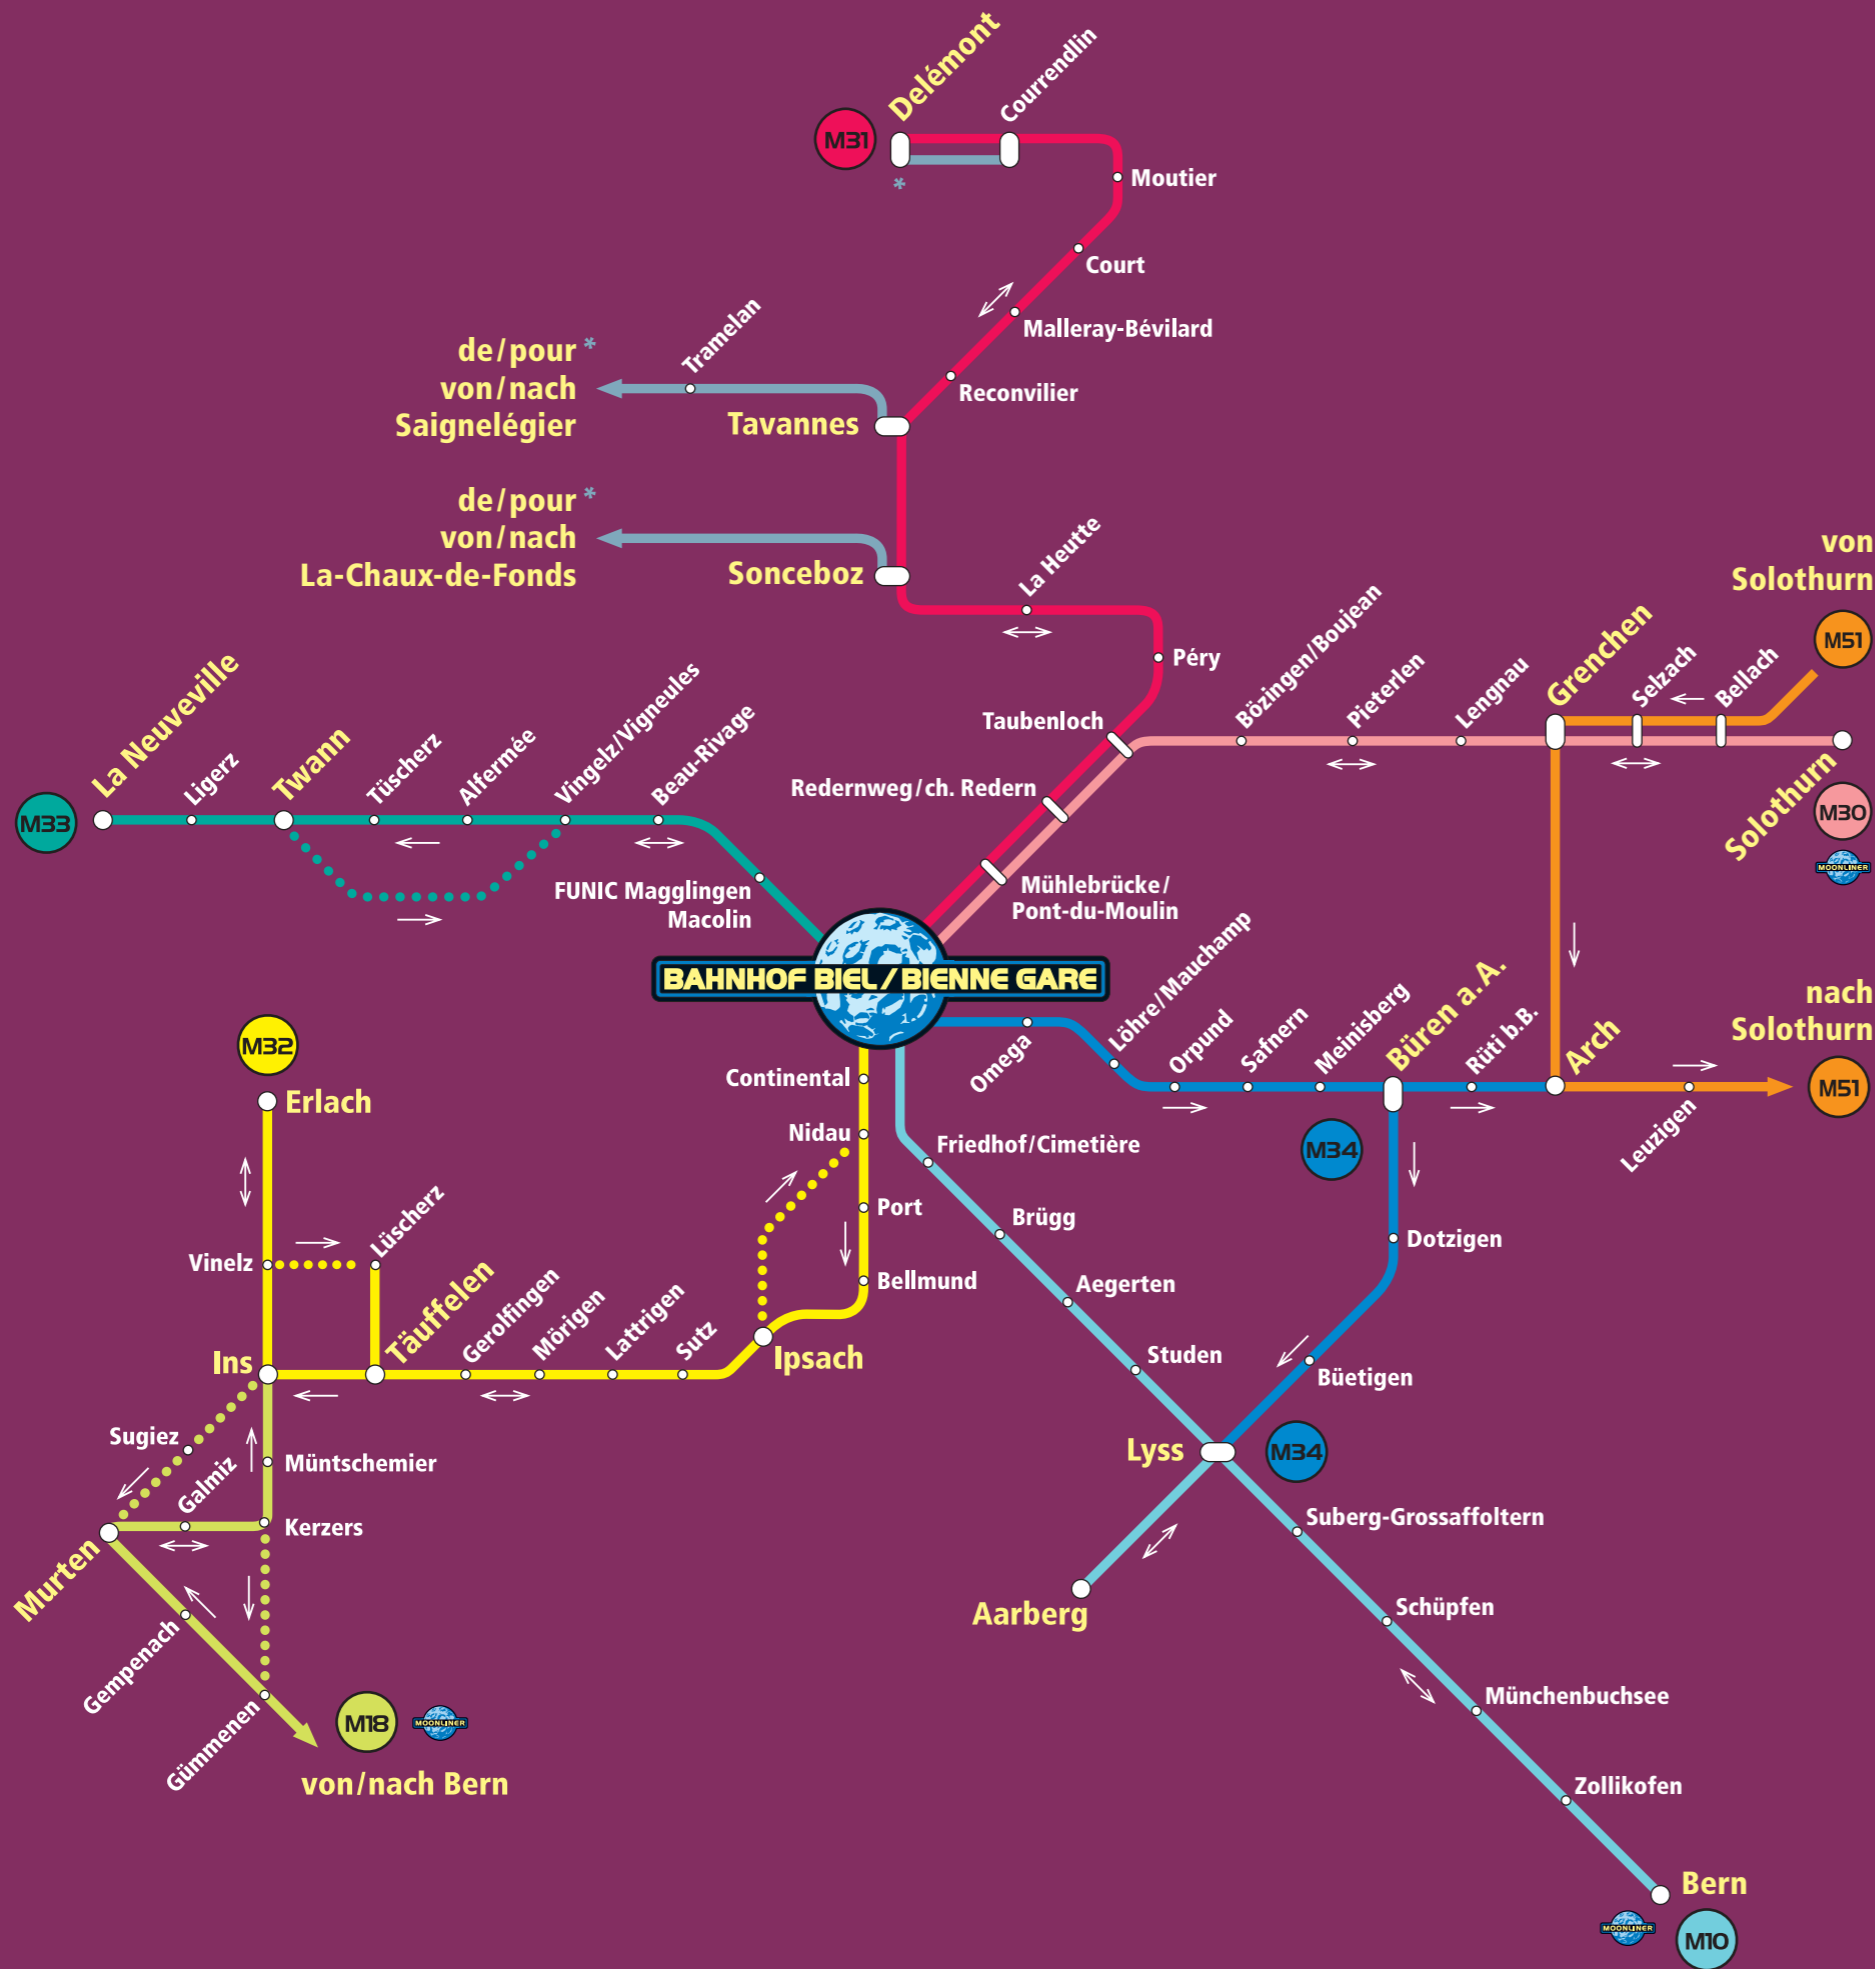 Delémont
Courrendlin
M31
*
Moutier
Court
Malleray-Bévilard
Reconvilier
Tramelan
de/pour *
von/nach
Saignelégier
Tavannes
de/pour *
von/nach
La-Chaux-de-Fonds
Sonceboz
La Heutte
Péry
Taubenloch
Redernweg/ch. Redern
Mühlebrücke/
Pont-du-Moulin
Bözingen/Boujean
Pieterlen
Lengnau
Grenchen
Selzach
Bellach
von
Solothurn
M51
Solothurn
M30
MOONLINER
La Neuveville
M33
Ligerz
Twann
Tüscherz
Alfermée
Vingelz/Vigneules
Beau-Rivage
FUNIC Magglingen
Macolin
BAHNHOF BIEL/BIENNE GARE
Omega
Löhre/Mauchamp
Orpund
Safnern
Meinisberg
Büren a.A.
Rüti b.B.
Arch
nach
Solothurn
M51
Leuzigen
M34
Dotzigen
Büetigen
M32
Erlach
Vinelz
Lüscherz
Ins
Täuffelen
Gerolfingen
Mörigen
Lattrigen
Sutz
Ipsach
Continental
Nidau
Port
Bellmund
Friedhof/Cimetière
Brügg
Aegerten
Studen
Lyss
M34
Aarberg
Suberg-Grossaffoltern
Schüpfen
Münchenbuchsee
Zollikofen
Bern
MOONLINER
M10
Sugiez
Galmiz
Müntschemier
Kerzers
Murten
Gempenach
Gümmenen
M18
MOONLINER
von/nach Bern